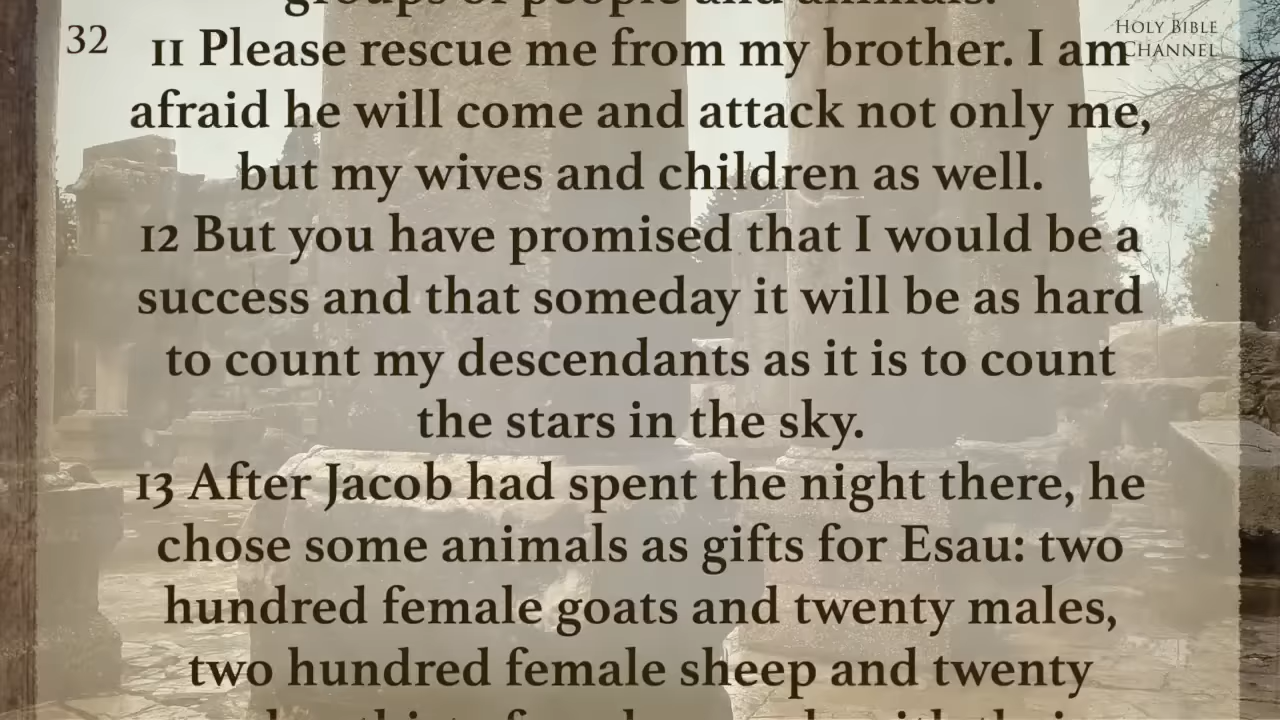 groups of people and animals.
32
HOLY BIBLE
CHANNEL
11 Please rescue me from my brother. I am
afraid he will come and attack not only me,
but my wives and children as well.
12 But you have promised that I would be a
success and that someday it will be as hard
to count my descendants as it is to count
the stars in the sky.
13 After Jacob had spent the night there, he
chose some animals as gifts for Esau: two
hundred female goats and twenty males,
two hundred female sheep and twenty